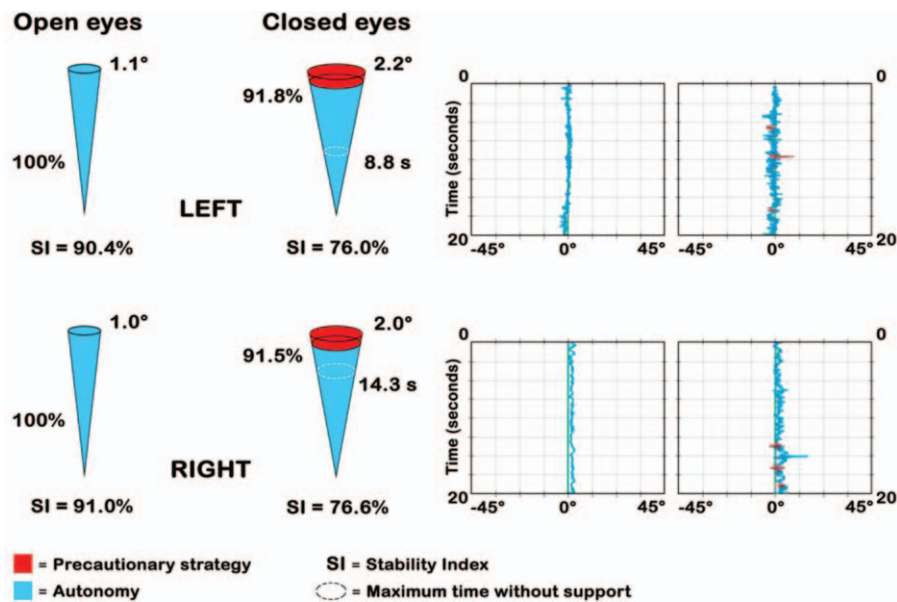 Open eyes
Closed eyes
1.1°
2.2°
91.8%
100%
8.8 s
LEFT
SI = 90.4%
SI = 76.0%
0
0
Time (seconds)
20
20
-45°
0°
45°
-45°
0°
45°
1.0°
2.0°
91.5%
14.3 s
100%
RIGHT
SI = 91.0%
SI = 76.6%
0
0
Time (seconds)
20
20
-45°
0°
45°
-45°
0°
45°
= Precautionary strategy
SI = Stability Index
= Autonomy
= Maximum time without support